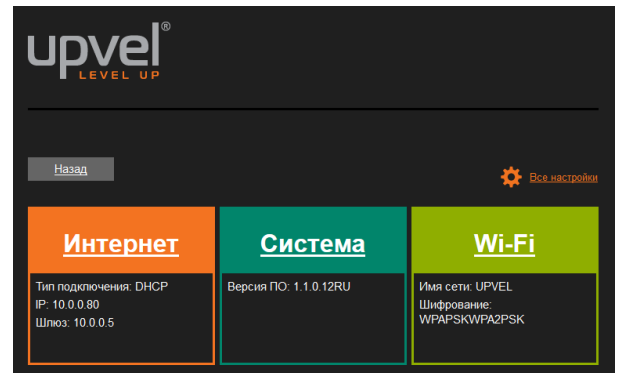 upvel®
LEVEL UP
Назад
Все настройки
Интернет
Система
Wi-Fi
Тип подключения: DHCP
IP: 10.0.0.80
Шлюз: 10.0.0.5
Версия ПО: 1.1.0.12RU
Имя сети: UPVEL
Шифрование:
WPAPSKWPA2PSK